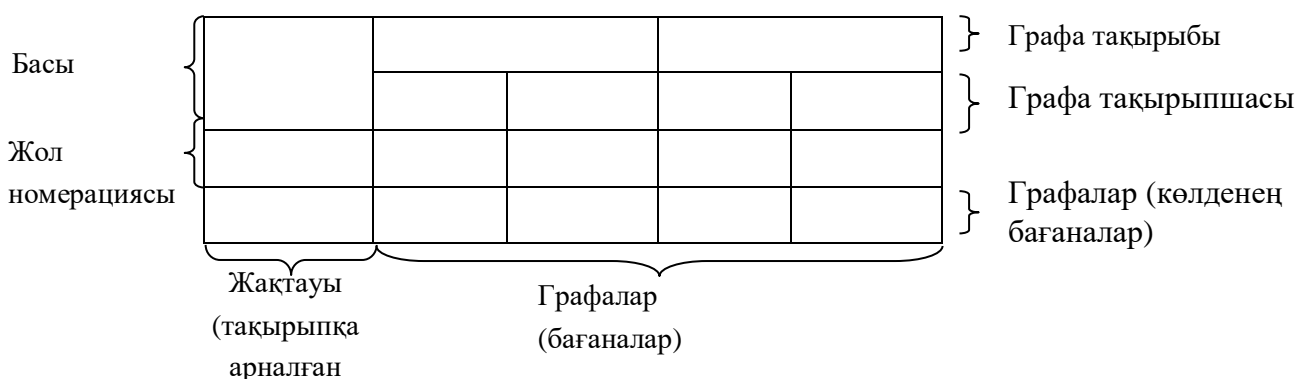 Басы
Жол
номерациясы
Графа тақырыбы
Графа тақырыпшасы
Графалар (көлденең
бағаналар)
Жақтауы
(тақырыпқа
арналған
Графалар
(бағаналар)